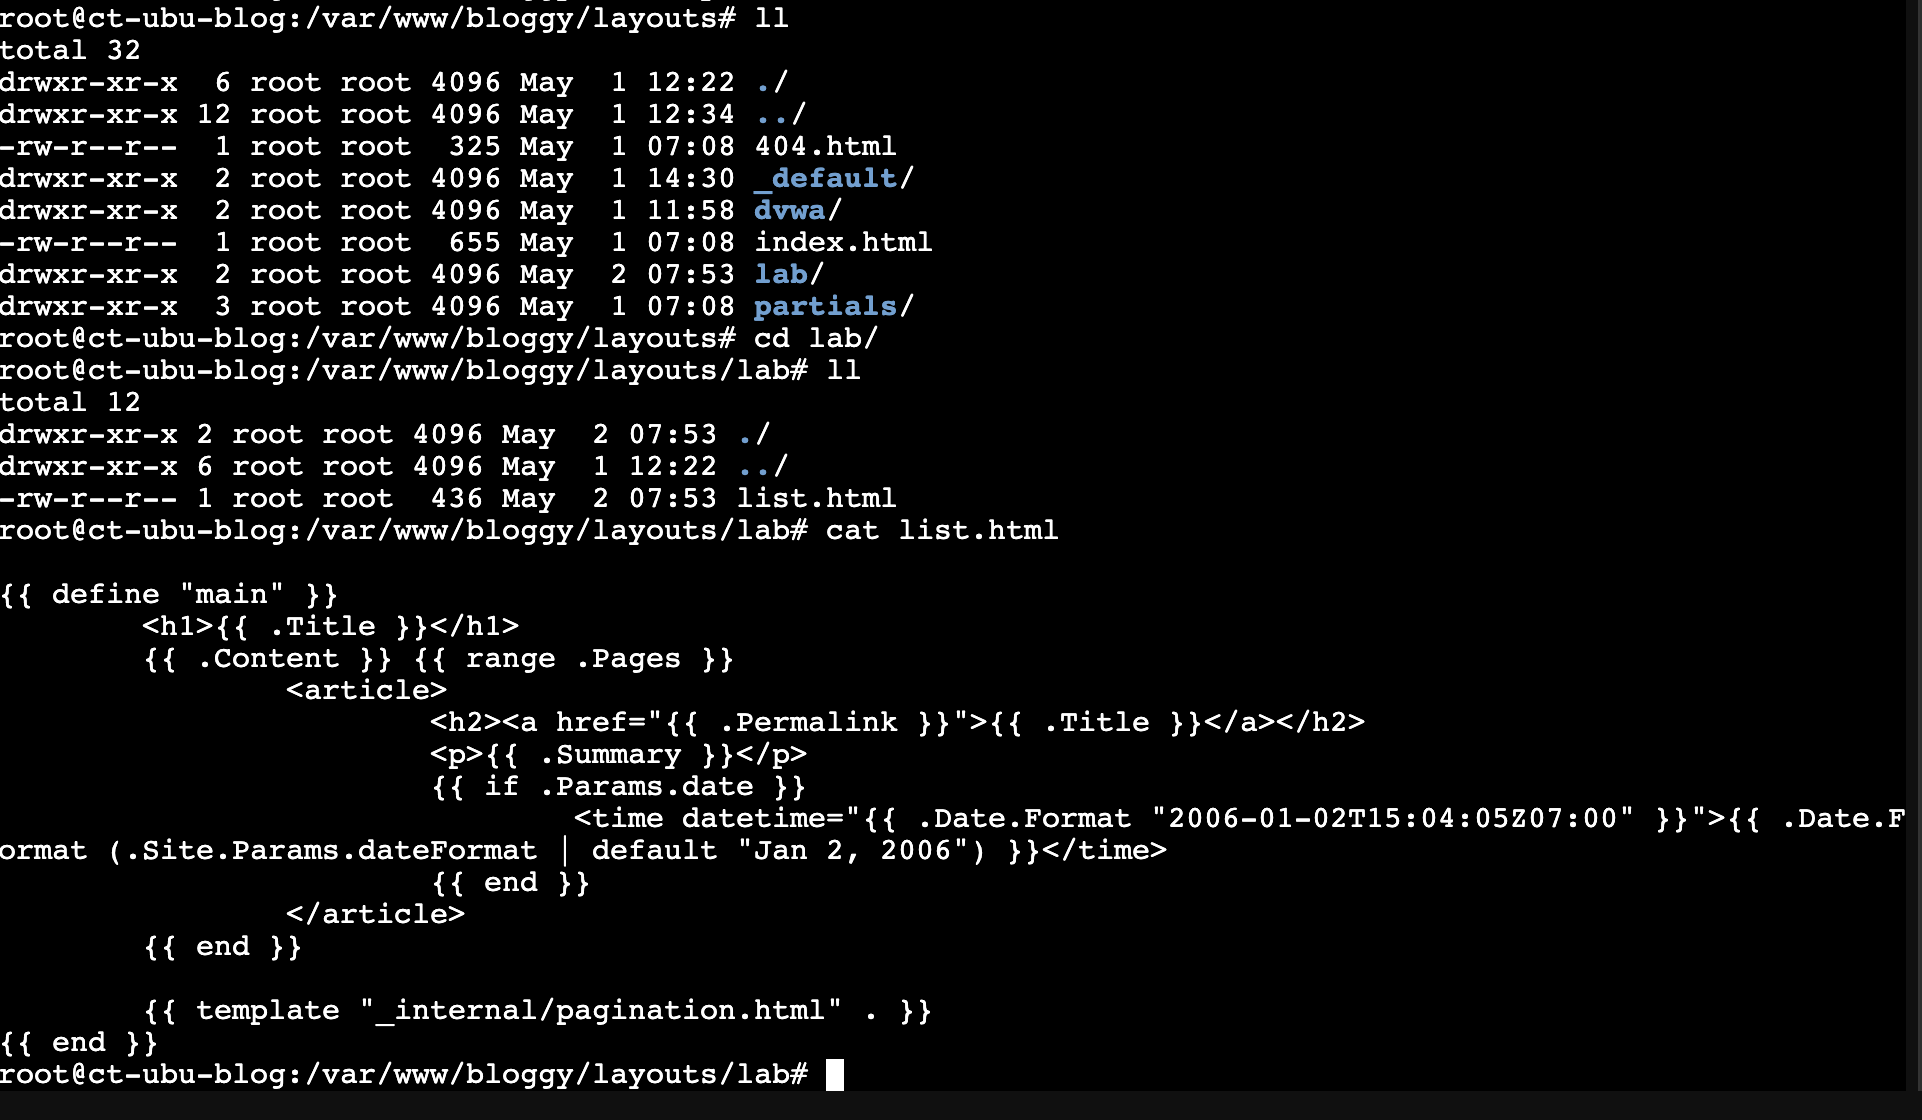 root@ct-ubu-blog:/var/www/bloggy/layouts# ll
total 32
drwxr-xr-x  6 root root 4096 May  1 12:22 ./
drwxr-xr-x 12 root root 4096 May  1 12:34 ../
-rw-r--r--  1 root root  325 May  1 07:08 404.html
drwxr-xr-x  2 root root 4096 May  1 14:30 _default/
drwxr-xr-x  2 root root 4096 May  1 11:58 dvwa/
-rw-r--r--  1 root root  655 May  1 07:08 index.html
drwxr-xr-x  2 root root 4096 May  2 07:53 lab/
drwxr-xr-x  3 root root 4096 May  1 07:08 partials/
root@ct-ubu-blog:/var/www/bloggy/layouts# cd lab/
root@ct-ubu-blog:/var/www/bloggy/layouts/lab# ll
total 12
drwxr-xr-x 2 root root 4096 May  2 07:53 ./
drwxr-xr-x 6 root root 4096 May  1 12:22 ../
-rw-r--r-- 1 root root  436 May  2 07:53 list.html
root@ct-ubu-blog:/var/www/bloggy/layouts/lab# cat list.html
{{ define "main" }}
        <h1>{{ .Title }}</h1>
        {{ .Content }} {{ range .Pages }}
                <article>
                        <h2><a href="{{ .Permalink }}">{{ .Title }}</a></h2>
                        <p>{{ .Summary }}</p>
                        {{ if .Params.date }}
                                <time datetime="{{ .Date.Format "2006-01-02T15:04:05Z07:00" }}">{{ .Date.F
ormat (.Site.Params.dateFormat | default "Jan 2, 2006") }}</time>
                        {{ end }}
                </article>
        {{ end }}
        {{ template "_internal/pagination.html" . }}
{{ end }}
root@ct-ubu-blog:/var/www/bloggy/layouts/lab#